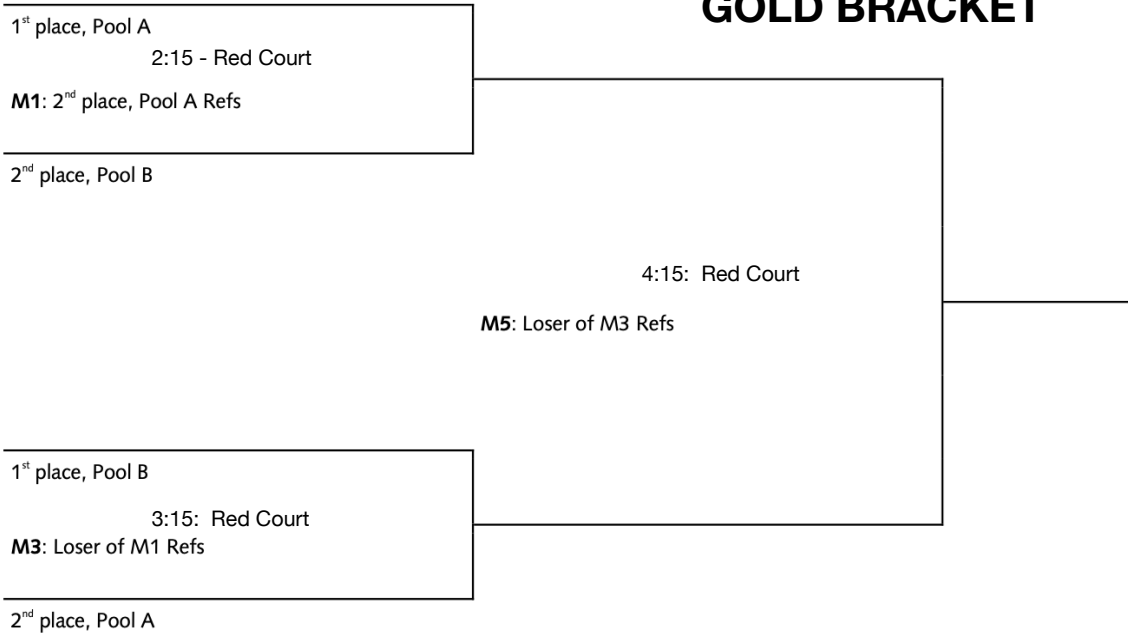 GOLD BRACKET
1st place, Pool A
2:15 - Red Court
M1: 2nd place, Pool A Refs
2nd place, Pool B
4:15:  Red Court
M5: Loser of M3 Refs
1st place, Pool B
3:15:  Red Court
M3: Loser of M1 Refs
2nd place, Pool A